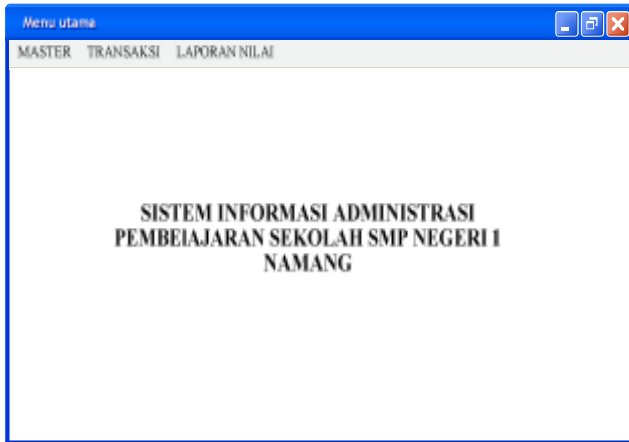 Menu utama
MASTER TRANSAKSI LAPORAN NILAI
SISTEM INFORMASI ADMINISTRASI
PEMBEIAJARAN SEKOLAH SMP NEGERI 1
NAMANG